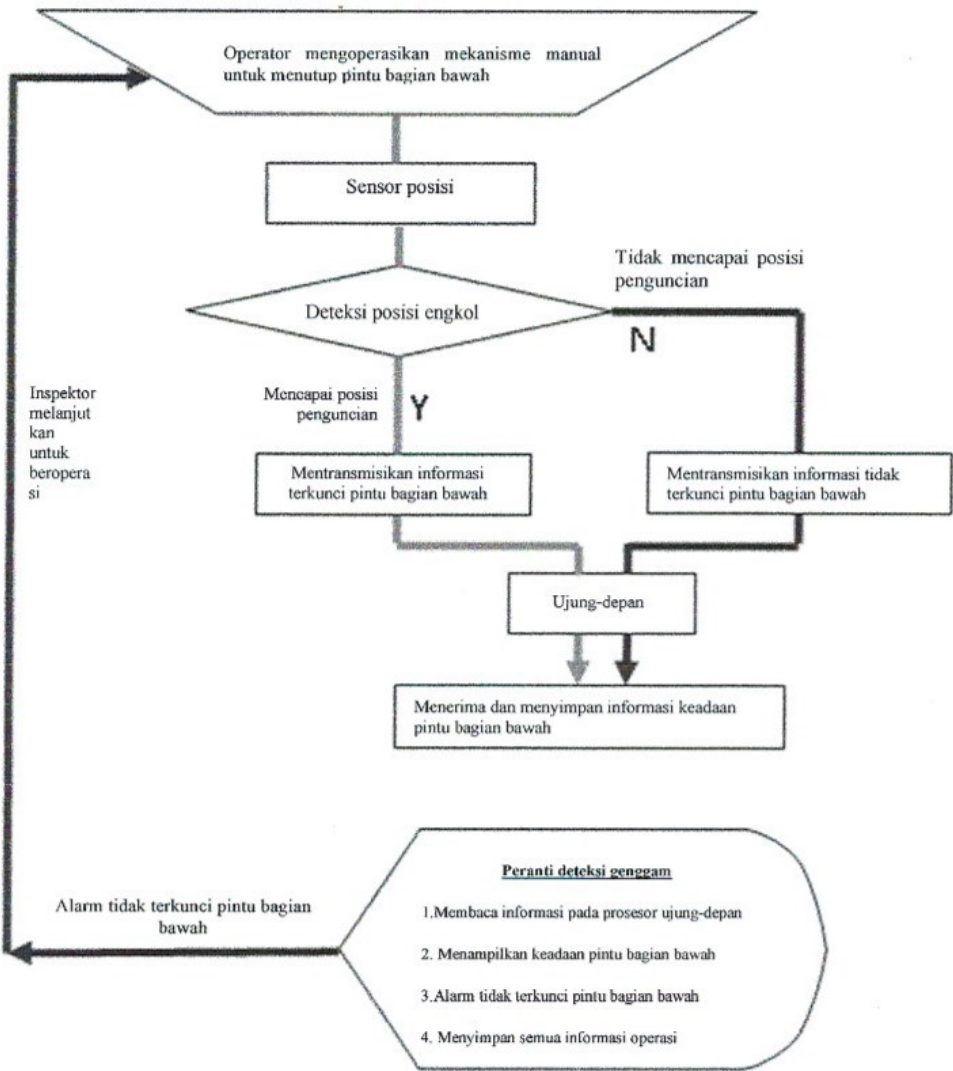 Operator mengoperasikan mekanisme manual
untuk menutup pintu bagian bawah
Sensor posisi
Tidak mencapai posisi
penguncian
Deteksi posisi engkol
N
Inspektor
melanjut
kan
untuk
beropera
si
Mencapai posisi
penguncian
Y
Mentransmisikan informasi
terkunci pintu bagian bawah
Mentransmisikan informasi tidak
terkunci pintu bagian bawah
Ujung-depan
Menerima dan menyimpan informasi keadaan
pintu bagian bawah
Peranti deteksi genggam
1.Membaca informasi pada prosesor ujung-depan
2. Menampilkan keadaan pintu bagian bawah
3.Alarm tidak terkunci pintu bagian bawah
4. Menyimpan semua informasi operasi
Alarm tidak terkunci pintu bagian
bawah